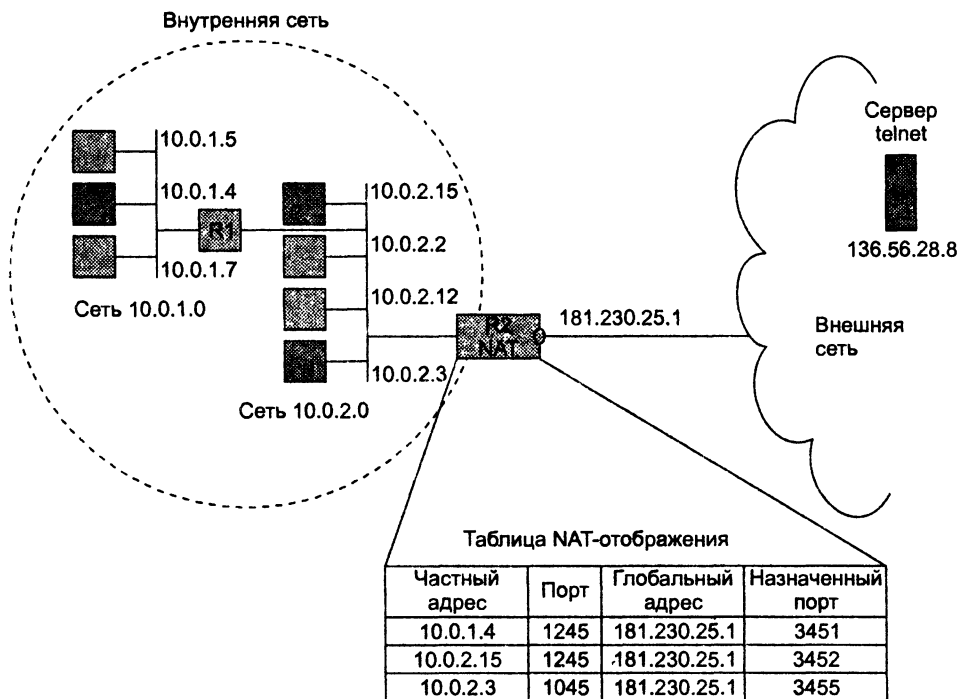 Внутренняя сеть
Сервер
telnet
10.0.1.5
10.0.1.4
10.0.2.15
R1
10.0.2.2
136.56.28.8
10.0.1.7
Сеть 10.0.1.0
10.0.2.12
R2
NAT
181.230.25.1
Внешняя
сеть
10.0.2.3
Сеть 10.0.2.0
Таблица NAT-отображения
Частный адрес Порт Глобальный адрес Назначенный порт
10.0.1.4 1245 181.230.25.1 3451
10.0.2.15 1245 181.230.25.1 3452
10.0.2.3 1045 181.230.25.1 3455